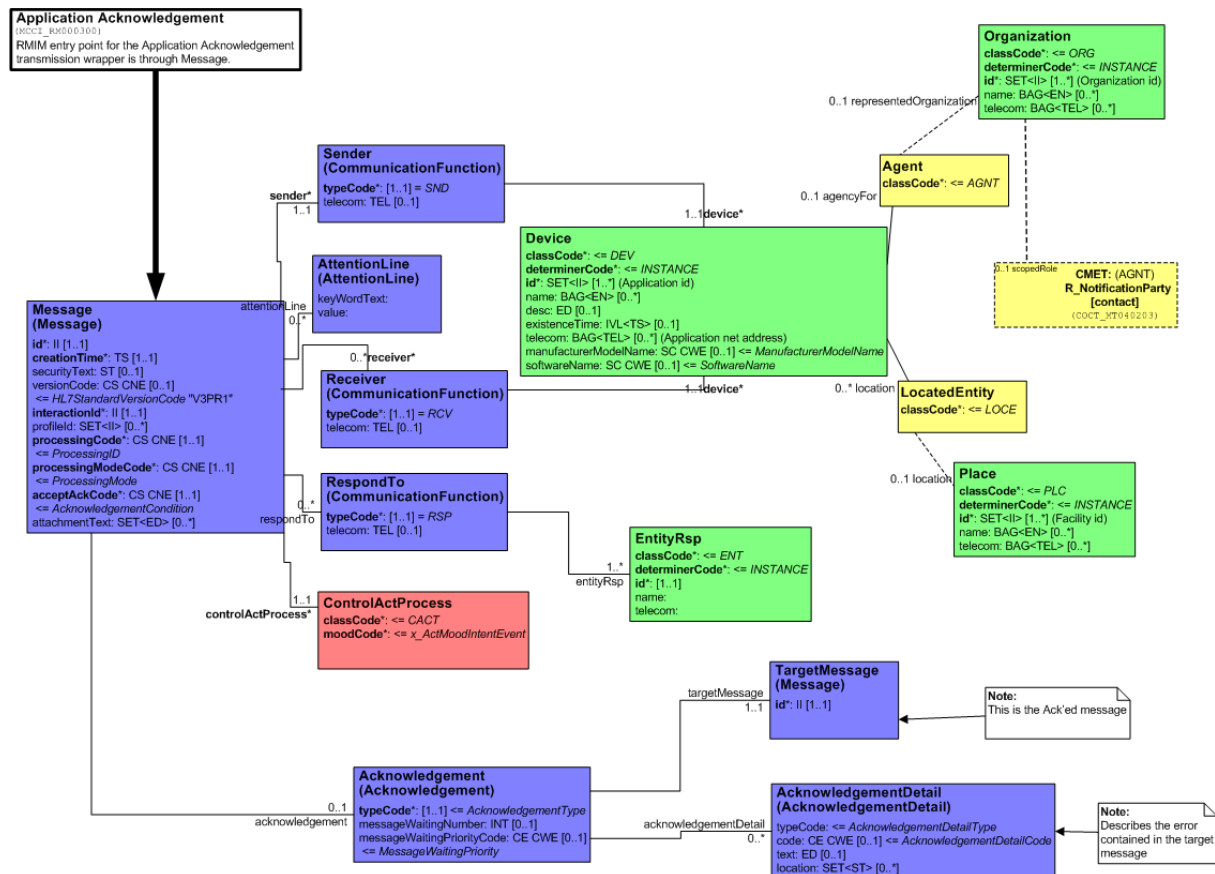 Application Acknowledgement
(MCCI_RM000300)
RMIM entry point for the Application Acknowledgement
transmission wrapper is through Message.
Organization
classCode*: <= ORG
determinerCode*: <= INSTANCE
id*: SET<II> [1..*] (Organization id)
name: BAG<EN> [0..*]
telecom: BAG<TEL> [0..*]
0..1 representedOrganization
Agent
classCode*: <= AGNT
0..1 agencyFor
Sender
(CommunicationFunction)
typeCode*: [1..1] = SND
telecom: TEL [0..1]
sender*
1..1
1..1device*
Device
classCode*: <= DEV
determinerCode*: <= INSTANCE
id*: SET<II> [1..*] (Application id)
name: BAG<EN> [0..*]
desc: ED [0..1]
existenceTime: IVL<TS> [0..1]
telecom: BAG<TEL> [0..*] (Application net address)
manufacturerModelName: SC CWE [0..1] <= ManufacturerModelName
softwareName: SC CWE [0..1] <= SoftwareName
0..1 scopedRole
CMET: (AGNT)
R_NotificationParty
[contact]
(COCT_MT040203)
AttentionLine
(AttentionLine)
keyWordText:
value:
attentionLine
0..*
Message
(Message)
id*: II [1..1]
creationTime*: TS [1..1]
securityText: ST [0..1]
versionCode: CS CNE [0..1]
<= HL7StandardVersionCode "V3PR1"
interactionId*: II [1..1]
profileId: SET<II> [0..*]
processingCode*: CS CNE [1..1]
<= ProcessingID
processingModeCode*: CS CNE [1..1]
<= ProcessingMode
acceptAckCode*: CS CNE [1..1]
<= AcknowledgementCondition
attachmentText: SET<ED> [0..*]
0..*receiver*
Receiver
(CommunicationFunction)
typeCode*: [1..1] = RCV
telecom: TEL [0..1]
1..1device*
0..* location
LocatedEntity
classCode*: <= LOCE
0..1 location
Place
classCode*: <= PLC
determinerCode*: <= INSTANCE
id*: SET<II> [1..*] (Facility id)
name: BAG<EN> [0..*]
telecom: BAG<TEL> [0..*]
RespondTo
(CommunicationFunction)
typeCode*: [1..1] = RSP
telecom: TEL [0..1]
0..*
respondTo
EntityRsp
classCode*: <= ENT
determinerCode*: <= INSTANCE
id*: [1..1]
name:
telecom:
1..*
entityRsp
1..1
controlActProcess*
ControlActProcess
classCode*: <= CACT
moodCode*: <= x_ActMoodIntentEvent
TargetMessage
(Message)
id*: II [1..1]
targetMessage
1..1
Note:
This is the Ack'ed message
Acknowledgement
(Acknowledgement)
typeCode*: [1..1] <= AcknowledgementType
messageWaitingNumber: INT [0..1]
messageWaitingPriorityCode: CE CWE [0..1]
<= MessageWaitingPriority
0..1
acknowledgement
acknowledgementDetail
0..*
AcknowledgementDetail
(AcknowledgementDetail)
typeCode: <= AcknowledgementDetailType
code: CE CWE [0..1] <= AcknowledgementDetailCode
text: ED [0..1]
location: SET<ST> [0..*]
Note:
Describes the error
contained in the target
message